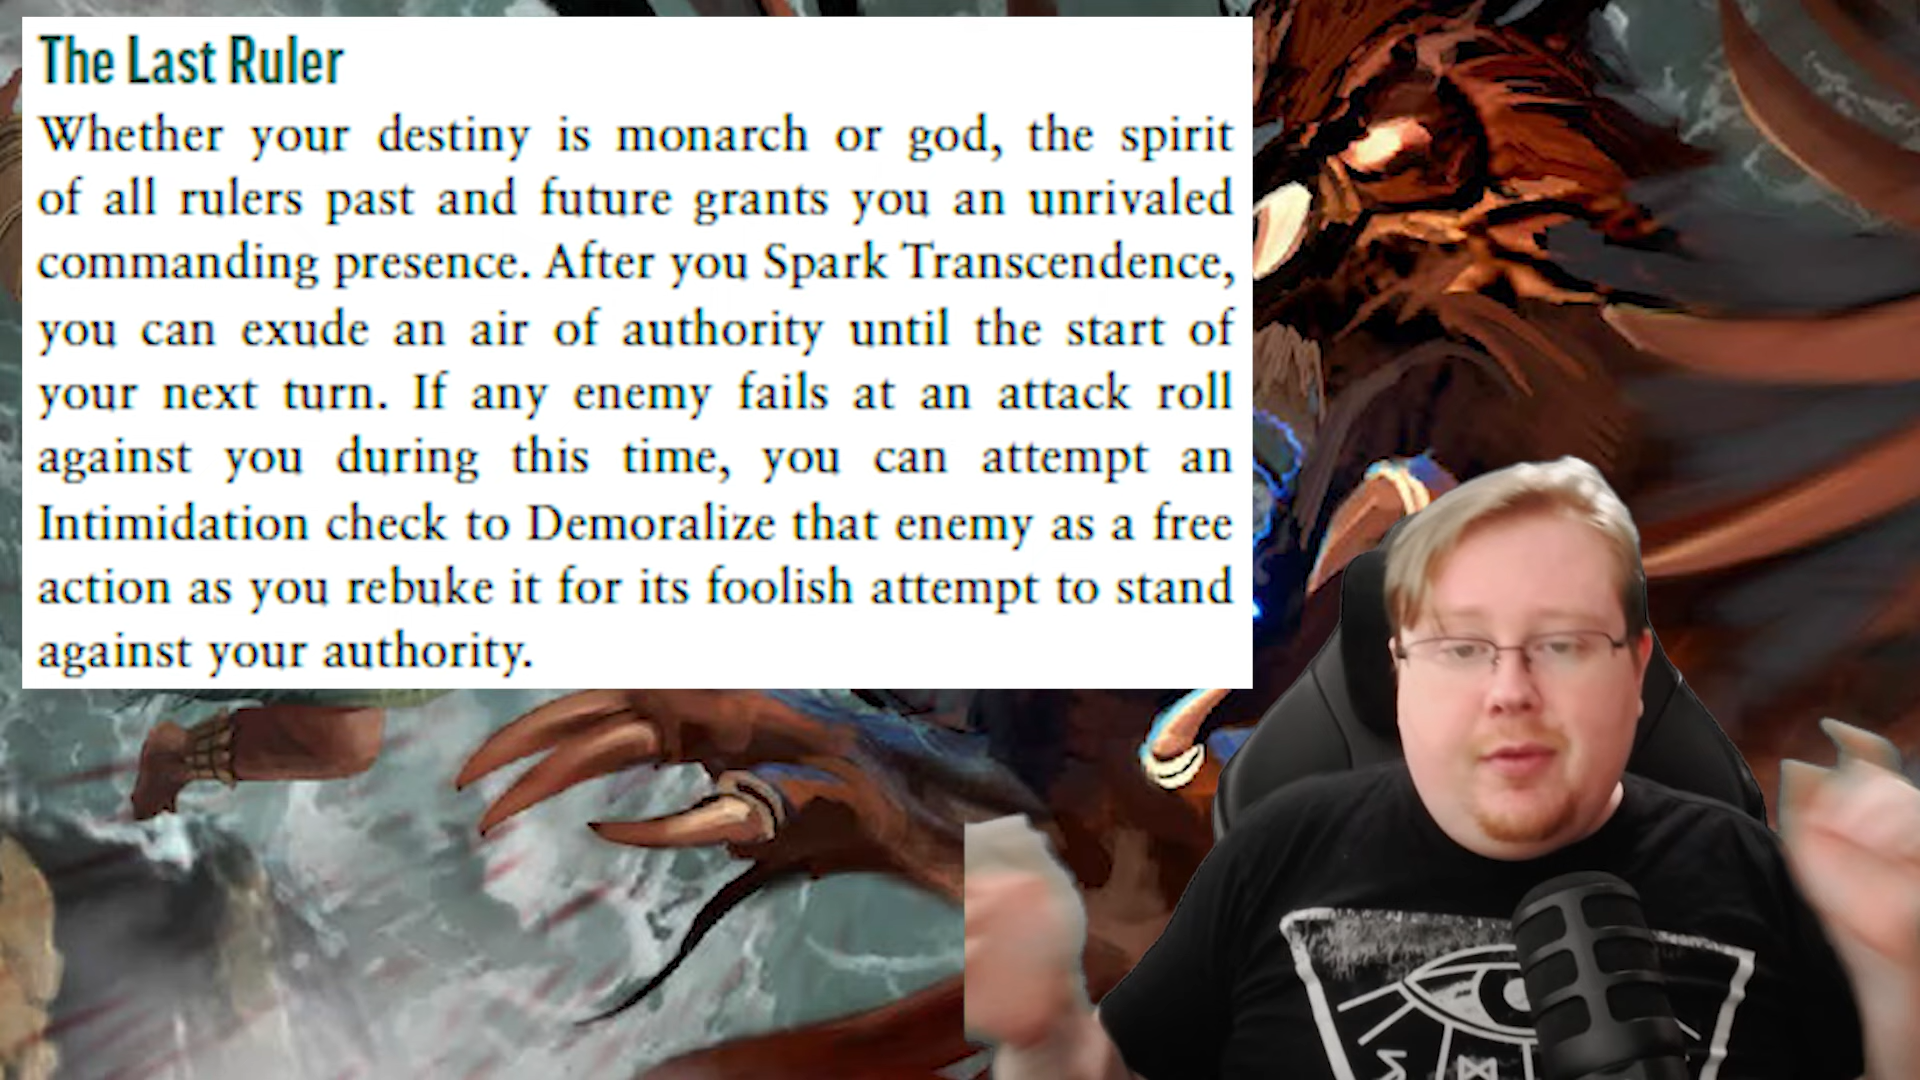 The Last Ruler
Whether your destiny is monarch or god, the spirit
of all rulers past and future grants you an unrivaled
commanding presence. After you Spark Transcendence,
you can exude an air of authority until the start of
your next turn. If any enemy fails at an attack roll
against you during this time, you can attempt an
Intimidation check to Demoralize that enemy as a free
action as you rebuke it for its foolish attempt to stand
against your authority.